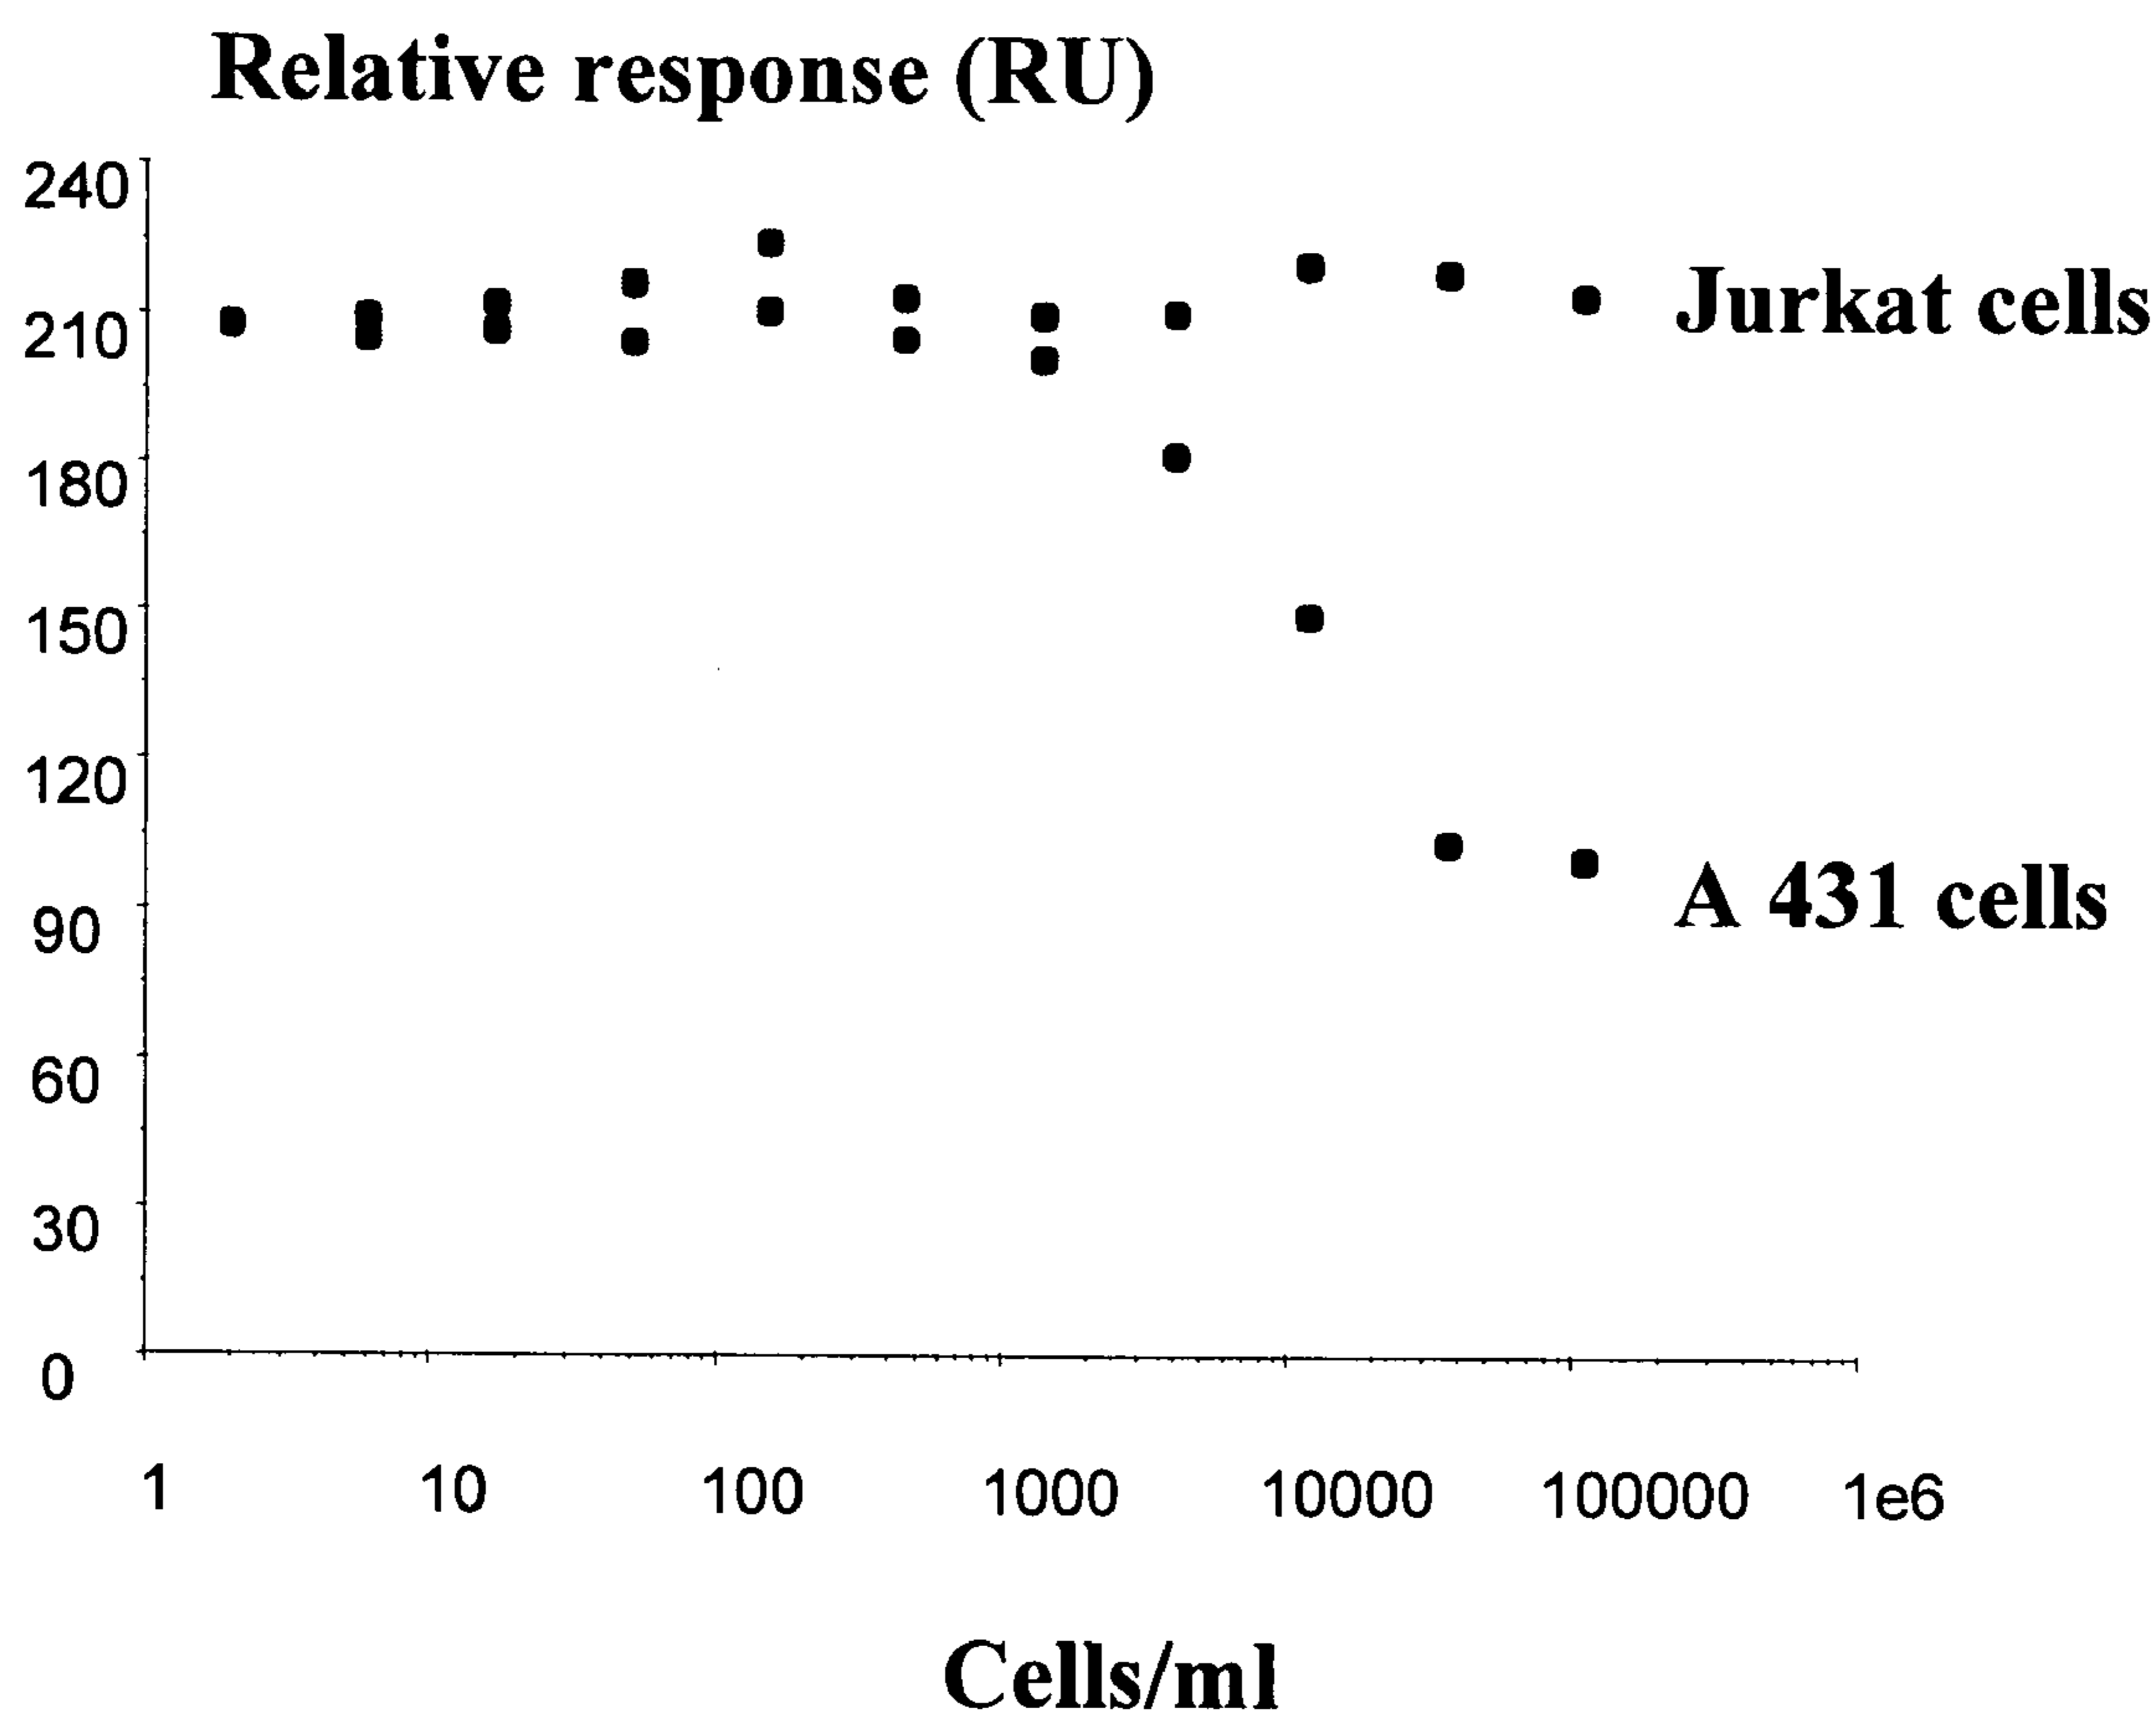 Relative response (RU)
240
210
180
150
120
90
60
30
0
Jurkat cells
A 431 cells
1 10 100 1000 10000 100000 1e6
Cells/ml